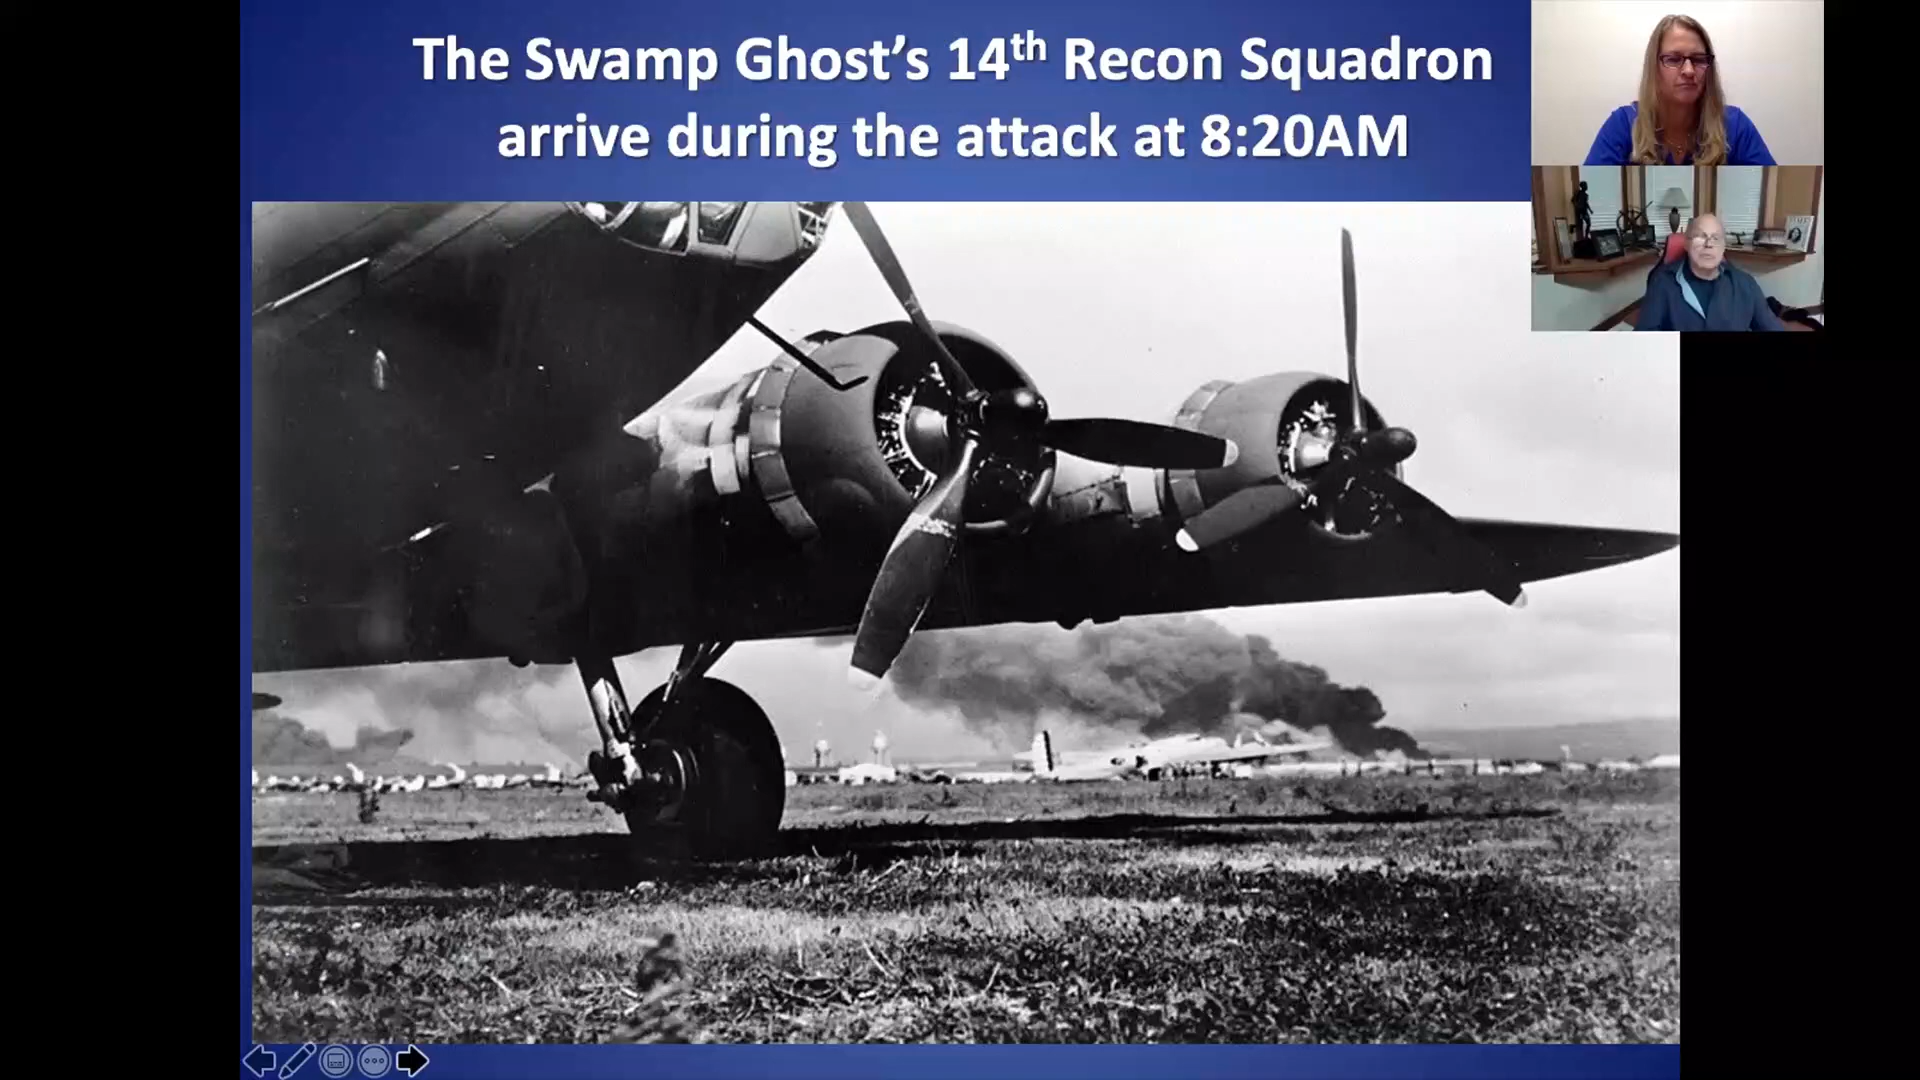 The Swamp Ghost's 14th Recon Squadron
arrive during the attack at 8:20AM